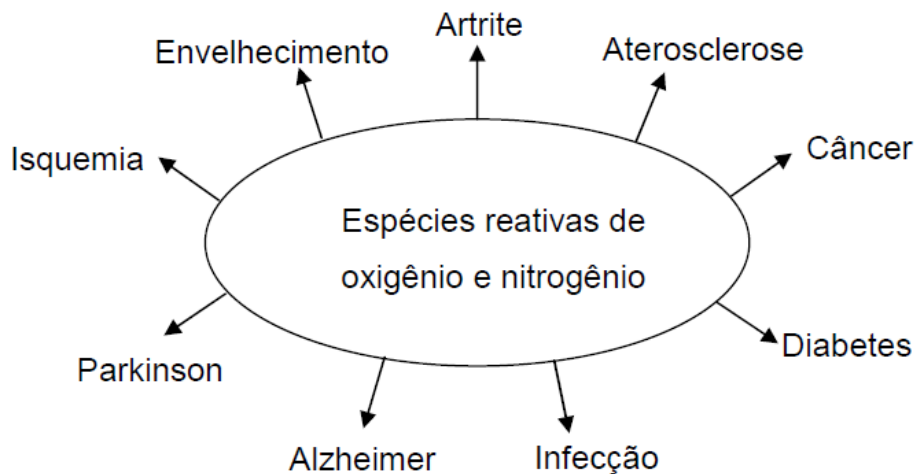 Artrite
Envelhecimento
Aterosclerose
Isquemia
Câncer
Espécies reativas de
oxigênio e nitrogênio
Parkinson
Diabetes
Alzheimer
Infecção